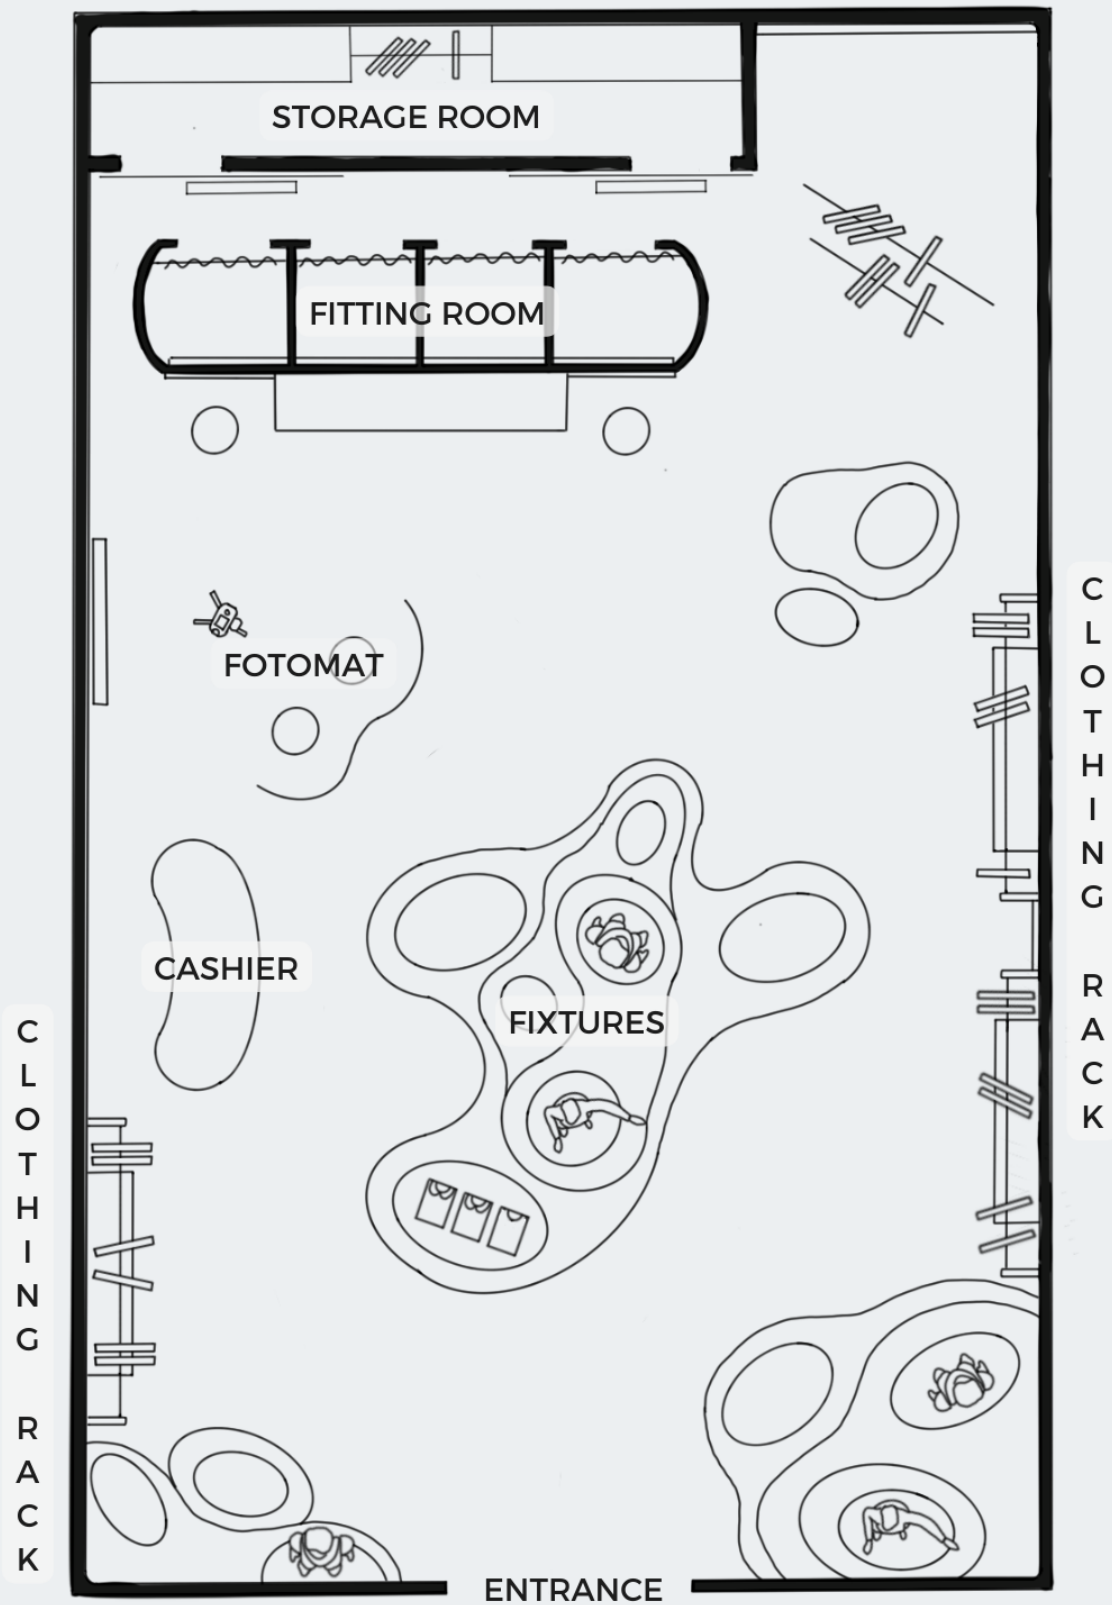 STORAGE ROOM
FITTING ROOM
FOTOMAT
CLOTHING RACK
CASHIER
FIXTURES
CLOTHING RACK
ENTRANCE